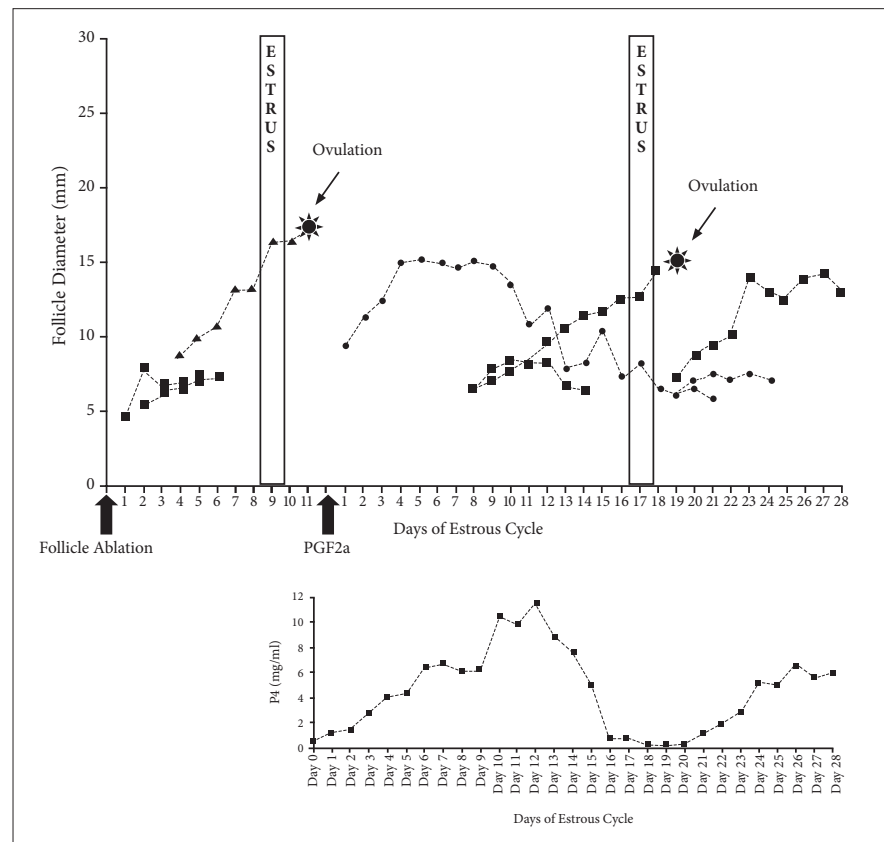 30
25
20
15
10
5
0
Follicle Diameter (mm)
E
S
T
R
U
S
Ovulation
E
S
T
R
U
S
Ovulation
1 2 3 4 5 6 7 8 9 10 11 1 2 3 4 5 6 7 8 9 10 11 12 13 14 15 16 17 18 19 20 21 22 23 24 25 26 27 28
Days of Estrous Cycle
Follicle Ablation
PGF2a
12
10
8
6
4
2
0
P4 (mg/ml)
Day 0
Day 1
Day 2
Day 3
Day 4
Day 5
Day 6
Day 7
Day 8
Day 9
Day 10
Day 11
Day 12
Day 13
Day 14
Day 15
Day 16
Day 17
Day 18
Day 19
Day 20
Day 21
Day 22
Day 23
Day 24
Day 25
Day 26
Day 27
Day 28
Days of Estrous Cycle